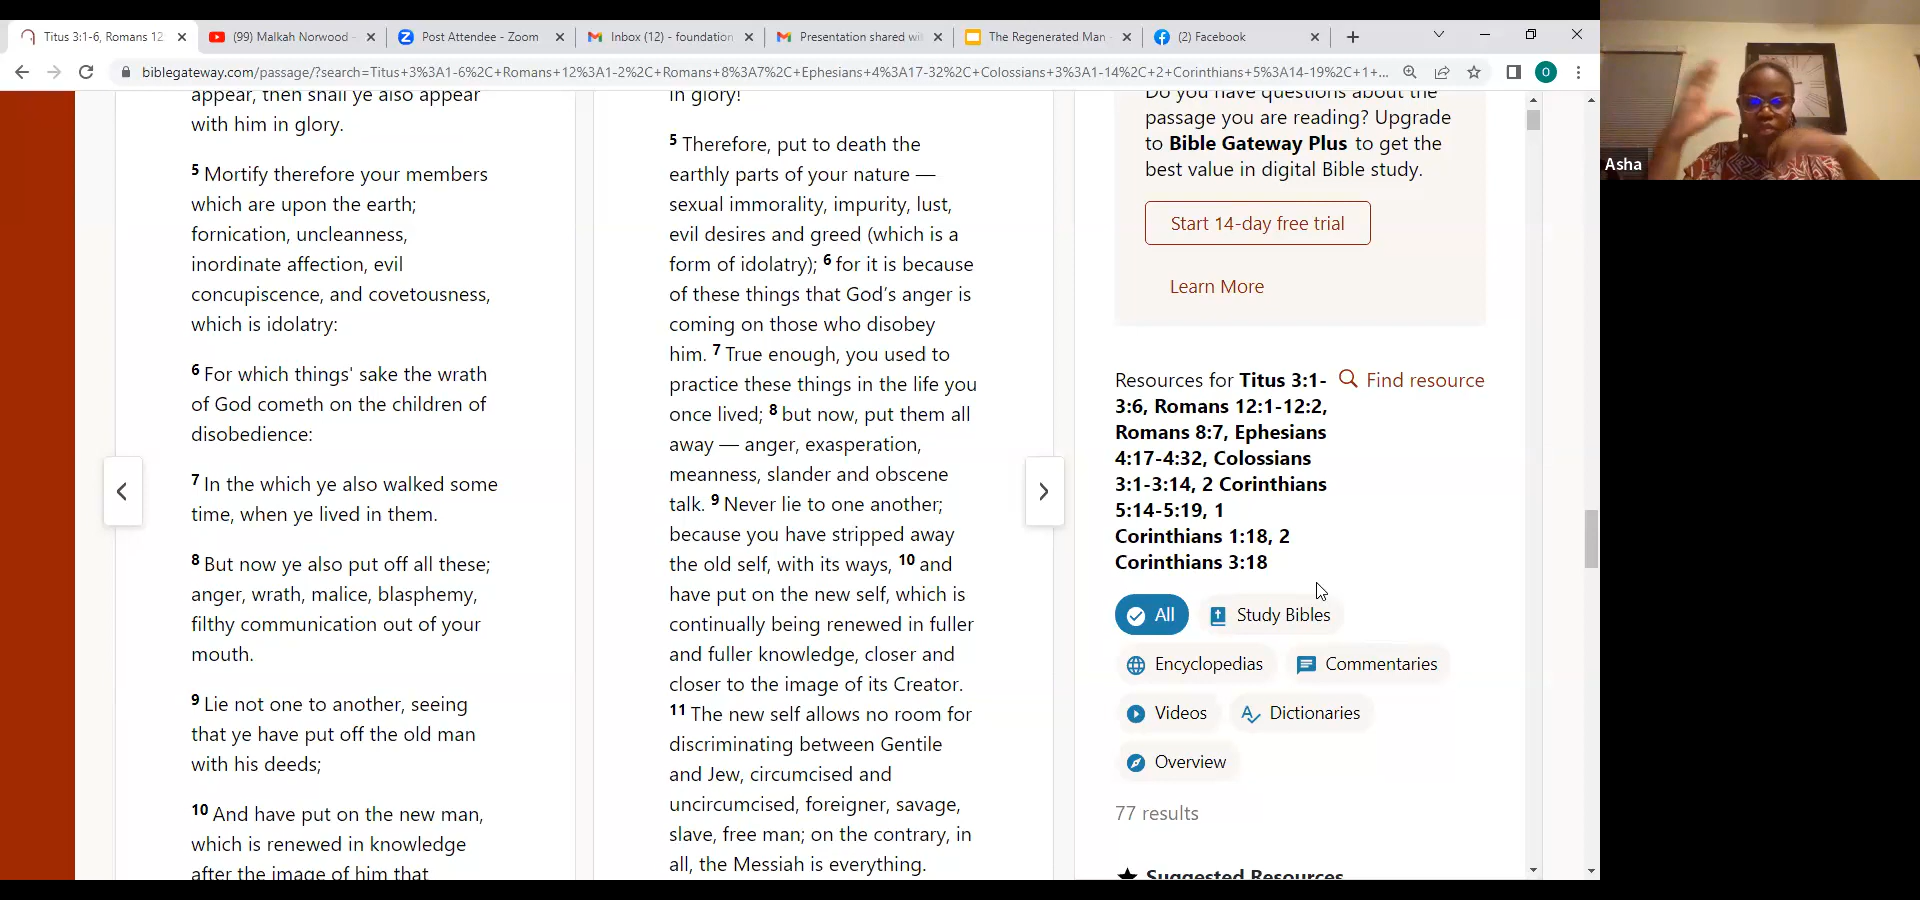 Titus 3:1-6, Romans 12
(99) Malkah Norwood -
Post Attendee - Zoom
Inbox (12) - foundation
Presentation shared wi
The Regenerated Man -
(2) Facebook
biblegateway.com/passage/?search=Titus+3%3A1-6%2C+Romans+12%3A1-2%2C+Romans+8%3A7%2C+Ephesians+4%3A17-32%2C+Colossians+3%3A1-14%2C+2+Corinthians+5%3A14-19%2C+1+...
O
appear, then shall ye also appear
with him in glory.
5 Mortify therefore your members
which are upon the earth;
fornication, uncleanness,
inordinate affection, evil
concupiscence, and covetousness,
which is idolatry:
6 For which things' sake the wrath
of God cometh on the children of
disobedience:
7 In the which ye also walked some
time, when ye lived in them.
8 But now ye also put off all these;
anger, wrath, malice, blasphemy,
filthy communication out of your
mouth.
9 Lie not one to another, seeing
that ye have put off the old man
with his deeds;
10 And have put on the new man,
which is renewed in knowledge
after the image of him that
in glory!
5 Therefore, put to death the
earthly parts of your nature —
sexual immorality, impurity, lust,
evil desires and greed (which is a
form of idolatry); 6 for it is because
of these things that God's anger is
coming on those who disobey
him. 7 True enough, you used to
practice these things in the life you
once lived; 8 but now, put them all
away — anger, exasperation,
meanness, slander and obscene
talk. 9 Never lie to one another;
because you have stripped away
the old self, with its ways, 10 and
have put on the new self, which is
continually being renewed in fuller
and fuller knowledge, closer and
closer to the image of its Creator.
11 The new self allows no room for
discriminating between Gentile
and Jew, circumcised and
uncircumcised, foreigner, savage,
slave, free man; on the contrary, in
all, the Messiah is everything.
Do you have questions about the
passage you are reading? Upgrade
to Bible Gateway Plus to get the
best value in digital Bible study.
Start 14-day free trial
Learn More
Resources for Titus 3:1-
3:6, Romans 12:1-12:2,
Romans 8:7, Ephesians
4:17-4:32, Colossians
3:1-3:14, 2 Corinthians
5:14-5:19, 1
Corinthians 1:18, 2
Corinthians 3:18
Find resource
All
Study Bibles
Encyclopedias
Commentaries
Videos
Dictionaries
Overview
77 results
Suggested Resources
Asha